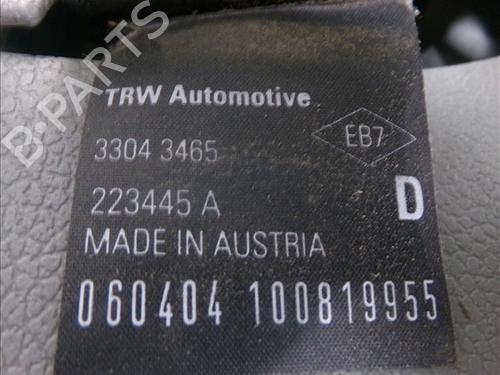 TRW Automotive
3304 3465
EB7
223445 A
D
MADE IN AUSTRIA
060404 100819955
B-PARTS